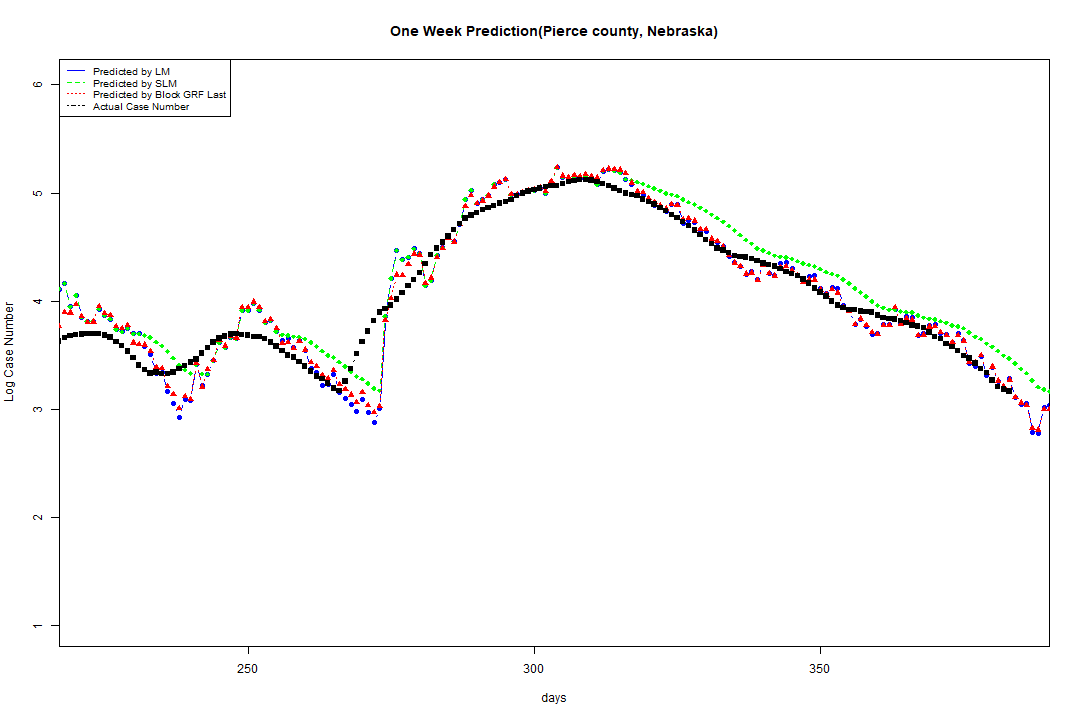 One Week Prediction(Pierce county, Nebraska)
Predicted by LM
Predicted by SLM
Predicted by Block GRF Last
Actual Case Number
6
5
4
3
2
1
Log Case Number
250
300
350
days